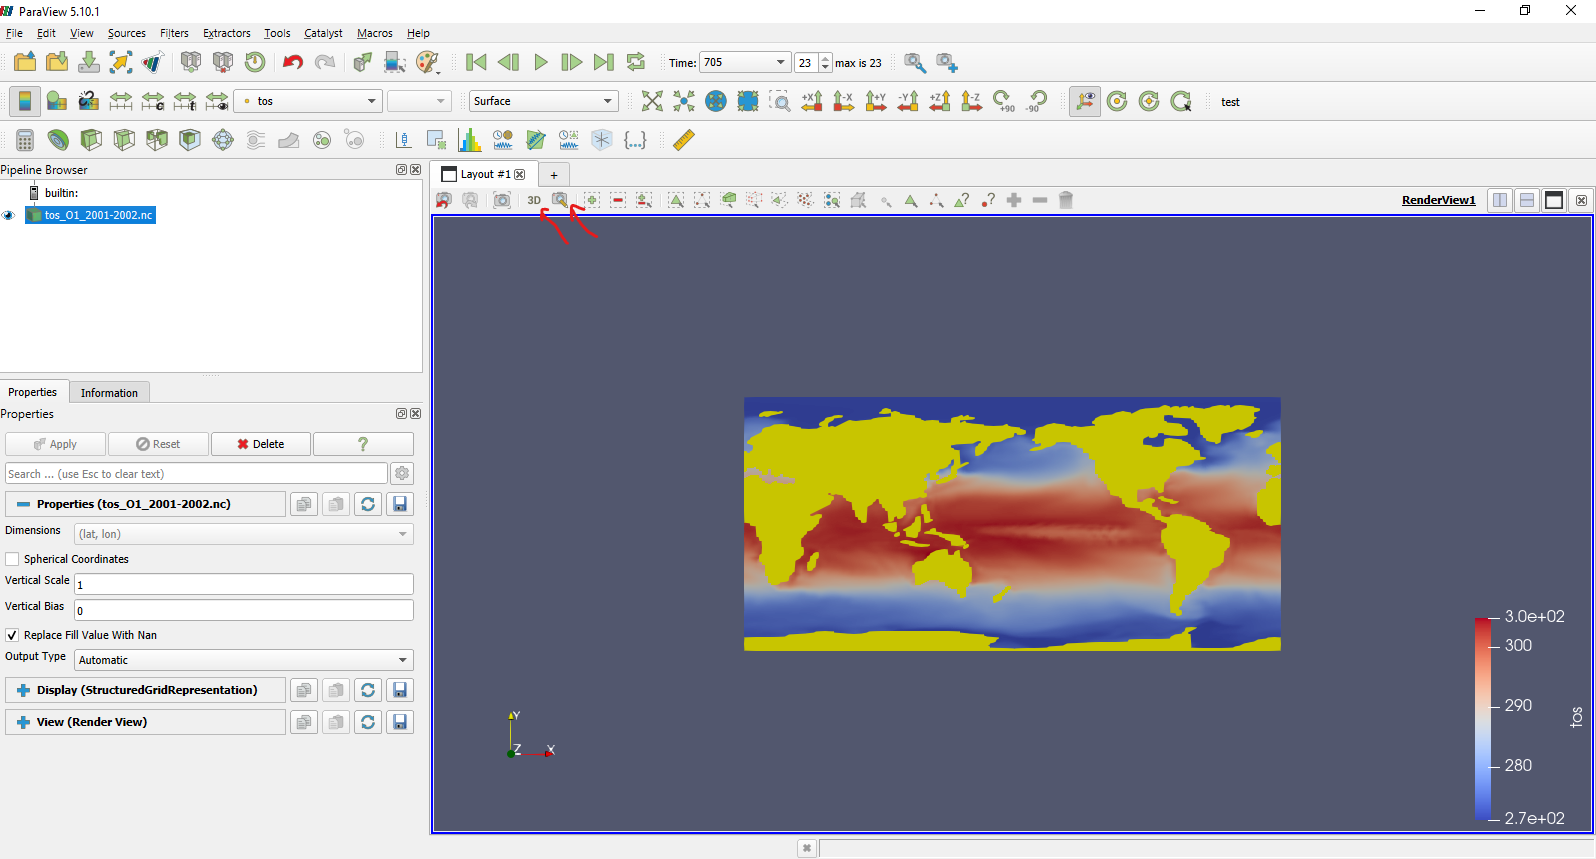 ParaView 5.10.1
File Edit View Sources Filters Extractors Tools Catalyst Macros Help
Time: 705 23 max is 23
c t tos Surface +X -X +Y -Y +Z -Z +90 -90 test
{...}
Pipeline Browser
builtin:
tos_O1_2001-2002.nc
Layout #1 +
3D ? ? RenderView1
Properties Information
Properties
Apply Reset Delete ?
Search ... (use Esc to clear text)
Properties (tos_O1_2001-2002.nc)
Dimensions (lat, lon)
Spherical Coordinates
Vertical Scale 1
Vertical Bias 0
Replace Fill Value With Nan
Output Type Automatic
Display (StructuredGridRepresentation)
View (Render View)
Y
Z X
3.0e+02
300
290
280
2.7e+02
tos